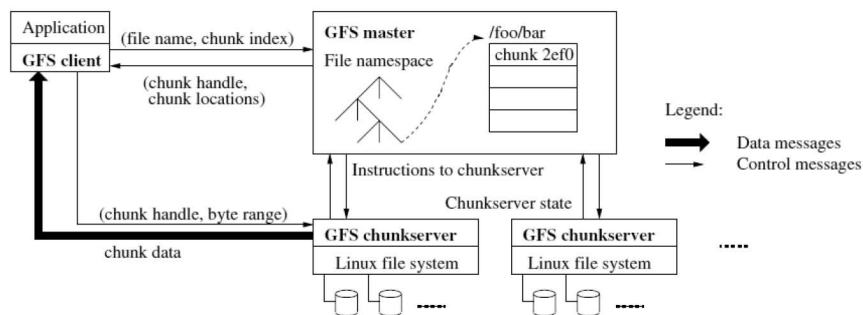 Application
GFS client
(file name, chunk index)
(chunk handle,
chunk locations)
GFS master
File namespace
/foo/bar
chunk 2ef0
Legend:
Data messages
Control messages
Instructions to chunkserver
Chunkserver state
(chunk handle, byte range)
chunk data
GFS chunkserver
Linux file system
GFS chunkserver
Linux file system